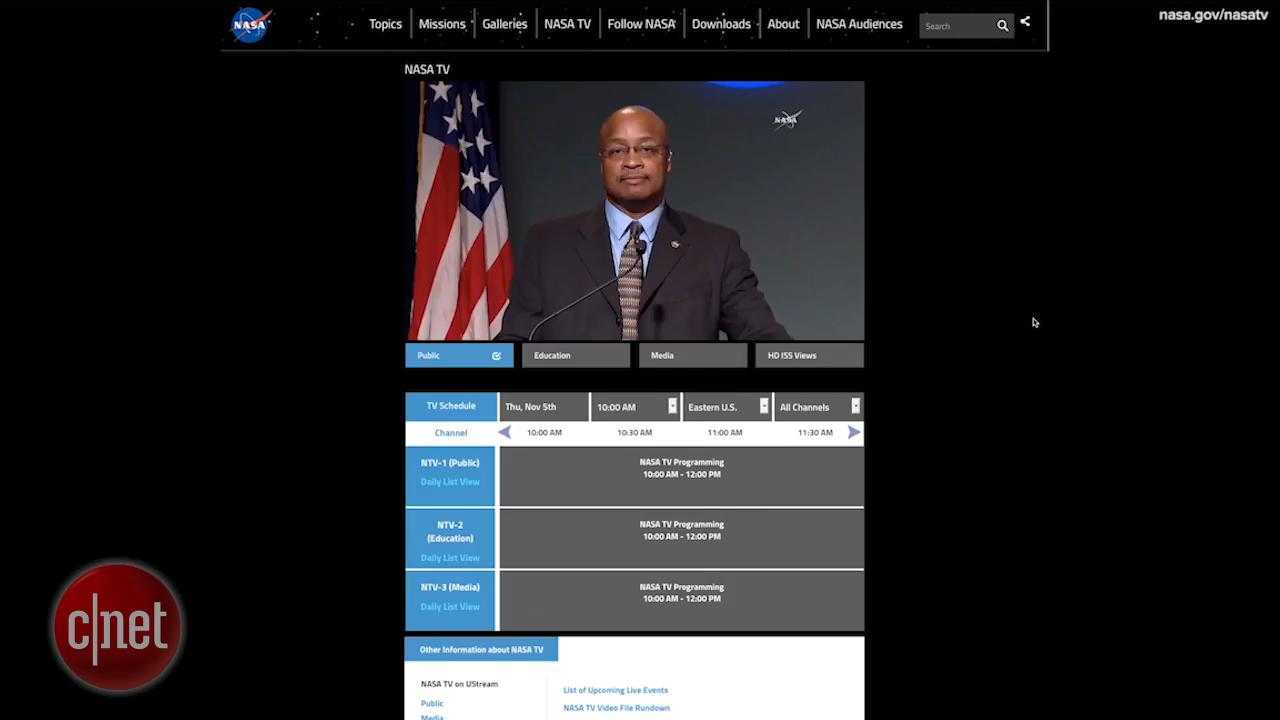 nasa.gov/nasatv
NASA
Topics
Missions
Galleries
NASA TV
Follow NASA
Downloads
About
NASA Audiences
Search
NASA TV
NASA
Public
Education
Media
HD ISS Views
TV Schedule
Thu, Nov 5th
10:00 AM
Eastern U.S.
All Channels
Channel
10:00 AM
10:30 AM
11:00 AM
11:30 AM
NTV-1 (Public)
Daily List View
NASA TV Programming
10:00 AM - 12:00 PM
NTV-2
(Education)
Daily List View
NASA TV Programming
10:00 AM - 12:00 PM
NTV-3 (Media)
Daily List View
NASA TV Programming
10:00 AM - 12:00 PM
Other Information about NASA TV
NASA TV on UStream
Public
Media
List of Upcoming Live Events
NASA TV Video File Rundown
c|net